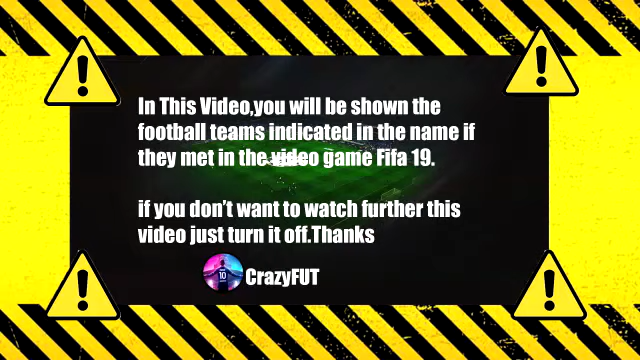 In This Video,you will be shown the
football teams indicated in the name if
they met in the video game Fifa 19.
if you don't want to watch further this
video just turn it off.Thanks
10
CrazyFUT